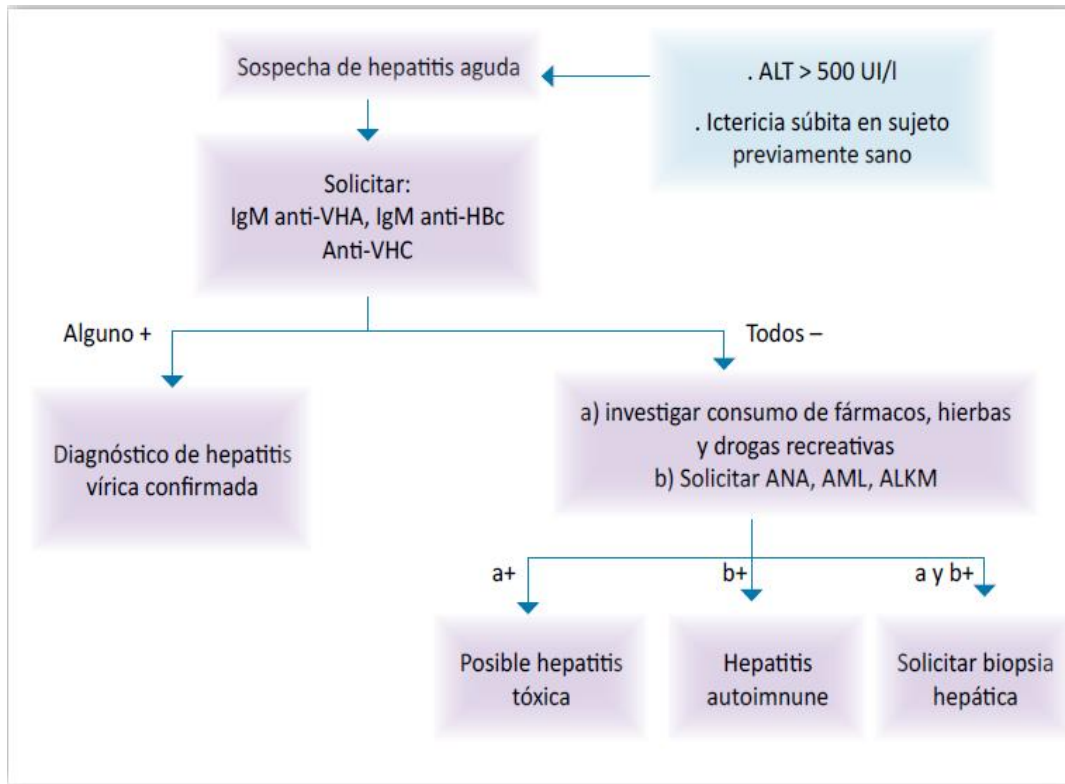 Sospecha de hepatitis aguda
. ALT > 500 UI/l
. Ictericia súbita en sujeto
previamente sano
Solicitar:
IgM anti-VHA, IgM anti-HBc
Anti-VHC
Alguno +
Todos –
Diagnóstico de hepatitis
vírica confirmada
a) investigar consumo de fármacos, hierbas
y drogas recreativas
b) Solicitar ANA, AML, ALKM
a+
b+
a y b+
Posible hepatitis
tóxica
Hepatitis
autoimnune
Solicitar biopsia
hepática